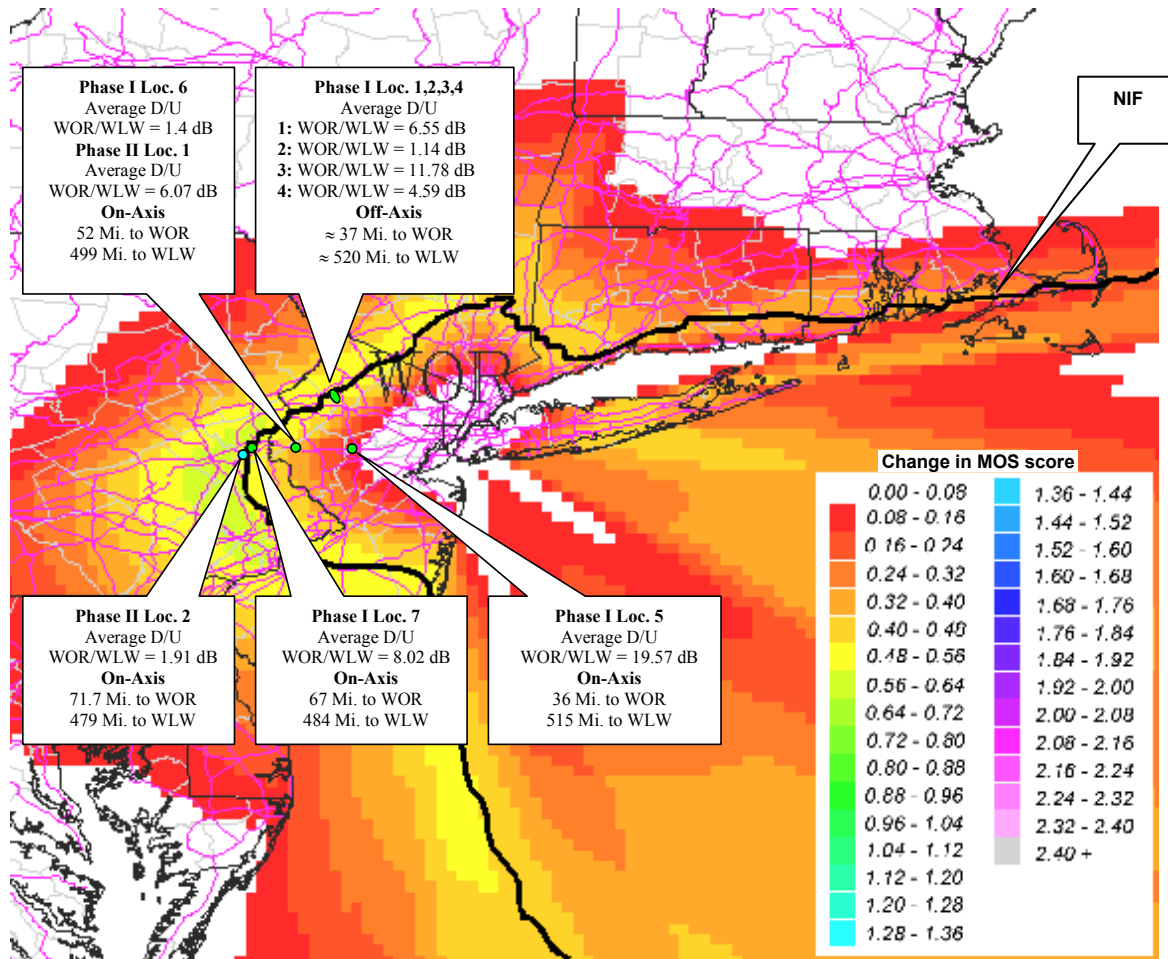 Phase I Loc. 6
Average D/U
WOR/WLW = 1.4 dB
Phase II Loc. 1
Average D/U
WOR/WLW = 6.07 dB
On-Axis
52 Mi. to WOR
499 Mi. to WLW
Phase I Loc. 1,2,3,4
Average D/U
1: WOR/WLW = 6.55 dB
2: WOR/WLW = 1.14 dB
3: WOR/WLW = 11.78 dB
4: WOR/WLW = 4.59 dB
Off-Axis
≈ 37 Mi. to WOR
≈ 520 Mi. to WLW
NIF
WOR
Phase II Loc. 2
Average D/U
WOR/WLW = 1.91 dB
On-Axis
71.7 Mi. to WOR
479 Mi. to WLW
Phase I Loc. 7
Average D/U
WOR/WLW = 8.02 dB
On-Axis
67 Mi. to WOR
484 Mi. to WLW
Phase I Loc. 5
Average D/U
WOR/WLW = 19.57 dB
On-Axis
36 Mi. to WOR
515 Mi. to WLW
Change in MOS score
0.00 - 0.08
0.08 - 0.16
0.16 - 0.24
0.24 - 0.32
0.32 - 0.40
0.40 - 0.48
0.48 - 0.56
0.56 - 0.64
0.64 - 0.72
0.72 - 0.80
0.80 - 0.88
0.88 - 0.96
0.96 - 1.04
1.04 - 1.12
1.12 - 1.20
1.20 - 1.28
1.28 - 1.36
1.36 - 1.44
1.44 - 1.52
1.52 - 1.60
1.60 - 1.68
1.68 - 1.76
1.76 - 1.84
1.84 - 1.92
1.92 - 2.00
2.00 - 2.08
2.08 - 2.16
2.16 - 2.24
2.24 - 2.32
2.32 - 2.40
2.40 +